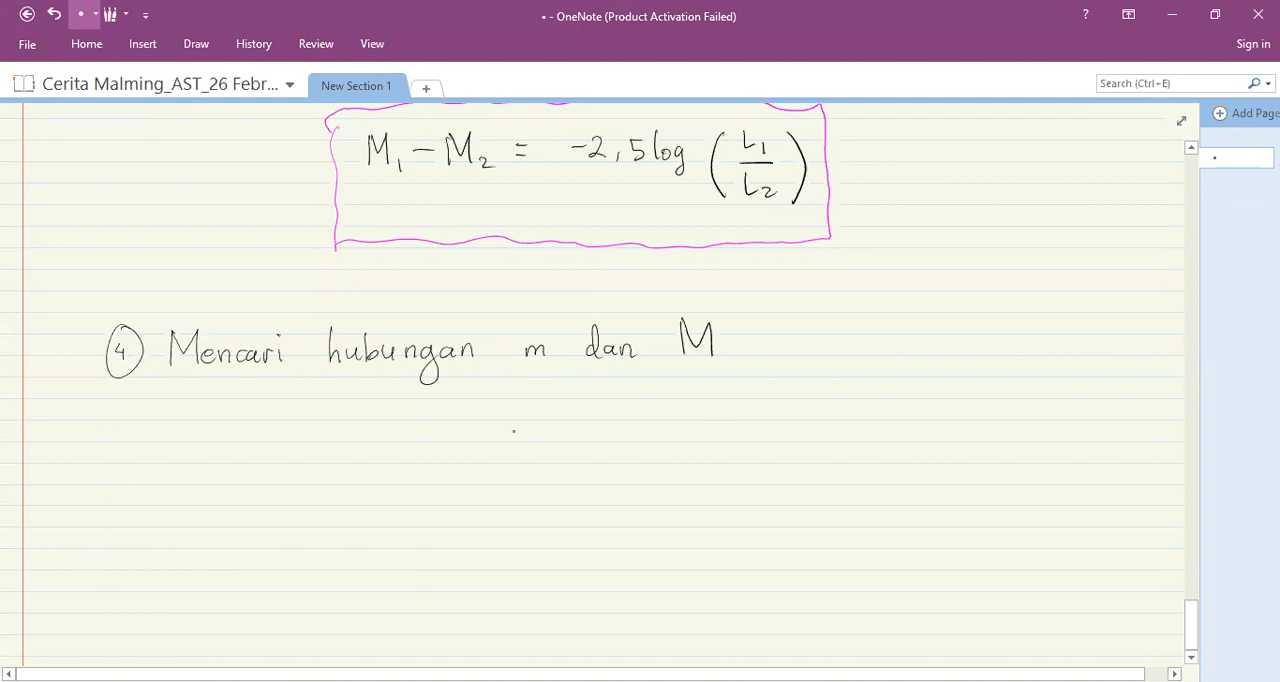 • - OneNote (Product Activation Failed)
?
File Home Insert Draw History Review View Sign in
Cerita Malming_AST_26 Febr... New Section 1 Search (Ctrl+E)
Add Page
M₁ - M₂ = -2,5 log (L₁/L₂)
④ Mencari hubungan m dan M